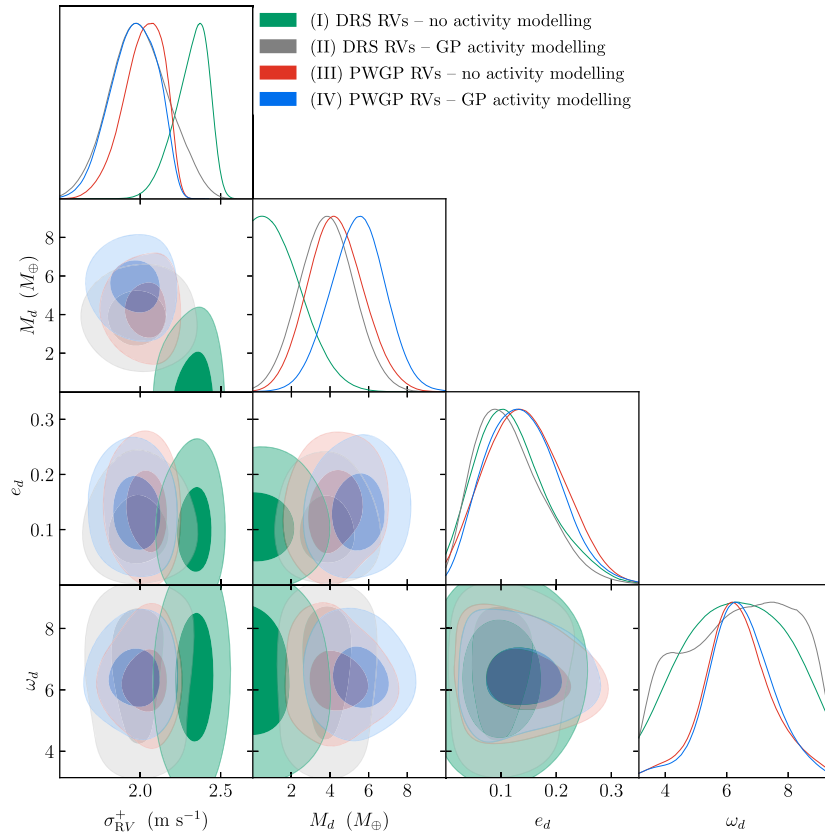 (I) DRS RVs – no activity modelling
(II) DRS RVs – GP activity modelling
(III) PWGP RVs – no activity modelling
(IV) PWGP RVs – GP activity modelling
8
6
4
2
M_d (M_⊕)
0.3
0.2
0.1
e_d
8
6
4
ω_d
2.0 2.5 2 4 6 8 0.1 0.2 0.3 4 6 8
σ⁺_RV (m s⁻¹) M_d (M_⊕) e_d ω_d